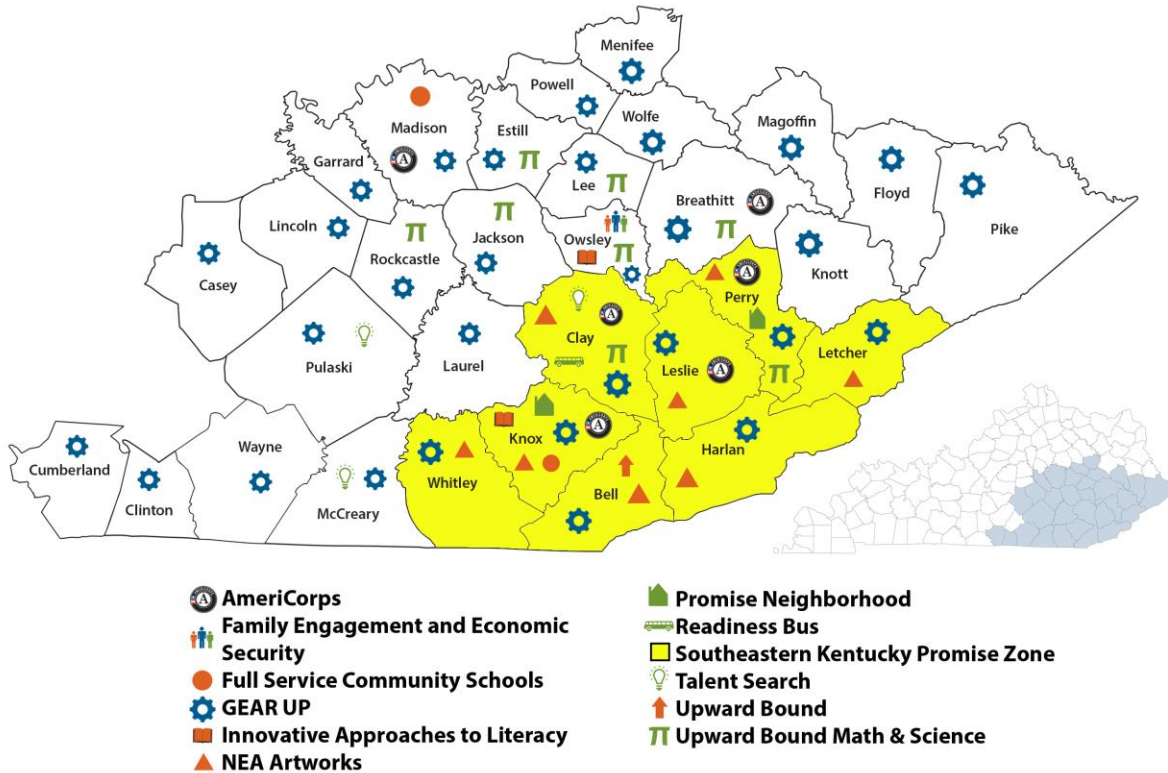 Menifee
Powell
Wolfe
Magoffin
Madison
Estill
Garrard
Lee
Floyd
Breathitt
Lincoln
Jackson
Owsley
Pike
Rockcastle
Knott
Casey
Perry
Clay
Pulaski
Laurel
Leslie
Letcher
Knox
Wayne
Harlan
Cumberland
Whitley
Bell
Clinton
McCreary
A AmeriCorps
Family Engagement and Economic
Security
Full Service Community Schools
GEAR UP
Innovative Approaches to Literacy
NEA Artworks
Promise Neighborhood
Readiness Bus
Southeastern Kentucky Promise Zone
Talent Search
Upward Bound
π Upward Bound Math & Science